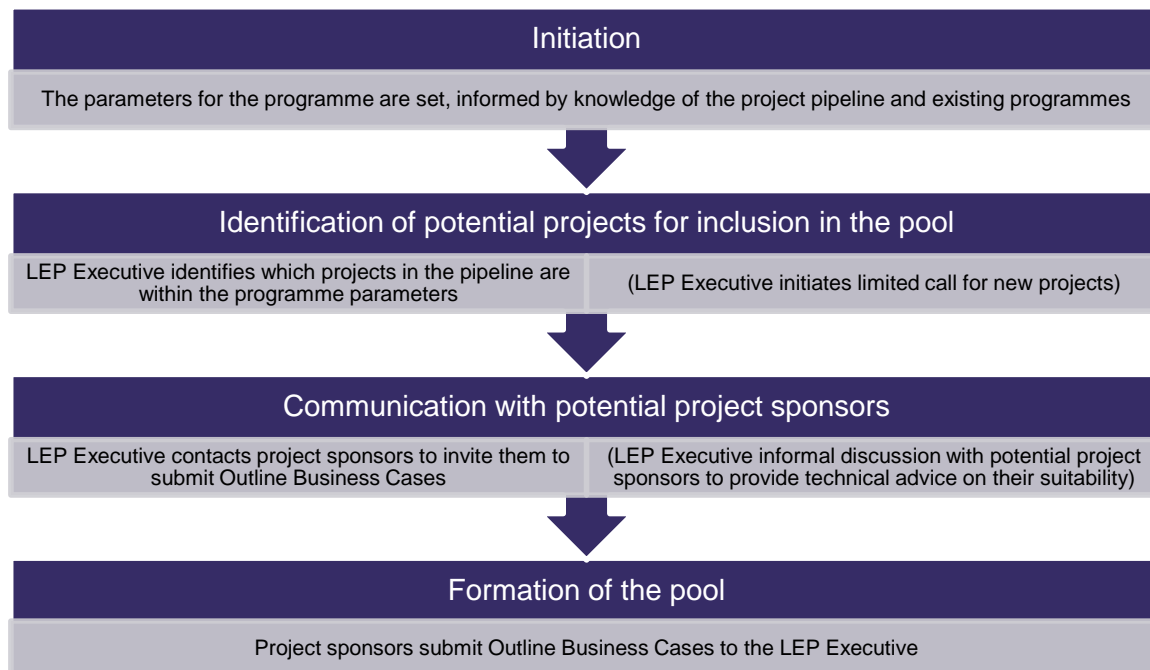 Initiation
The parameters for the programme are set, informed by knowledge of the project pipeline and existing programmes
Identification of potential projects for inclusion in the pool
LEP Executive identifies which projects in the pipeline are
within the programme parameters
(LEP Executive initiates limited call for new projects)
Communication with potential project sponsors
LEP Executive contacts project sponsors to invite them to
submit Outline Business Cases
(LEP Executive informal discussion with potential project
sponsors to provide technical advice on their suitability)
Formation of the pool
Project sponsors submit Outline Business Cases to the LEP Executive